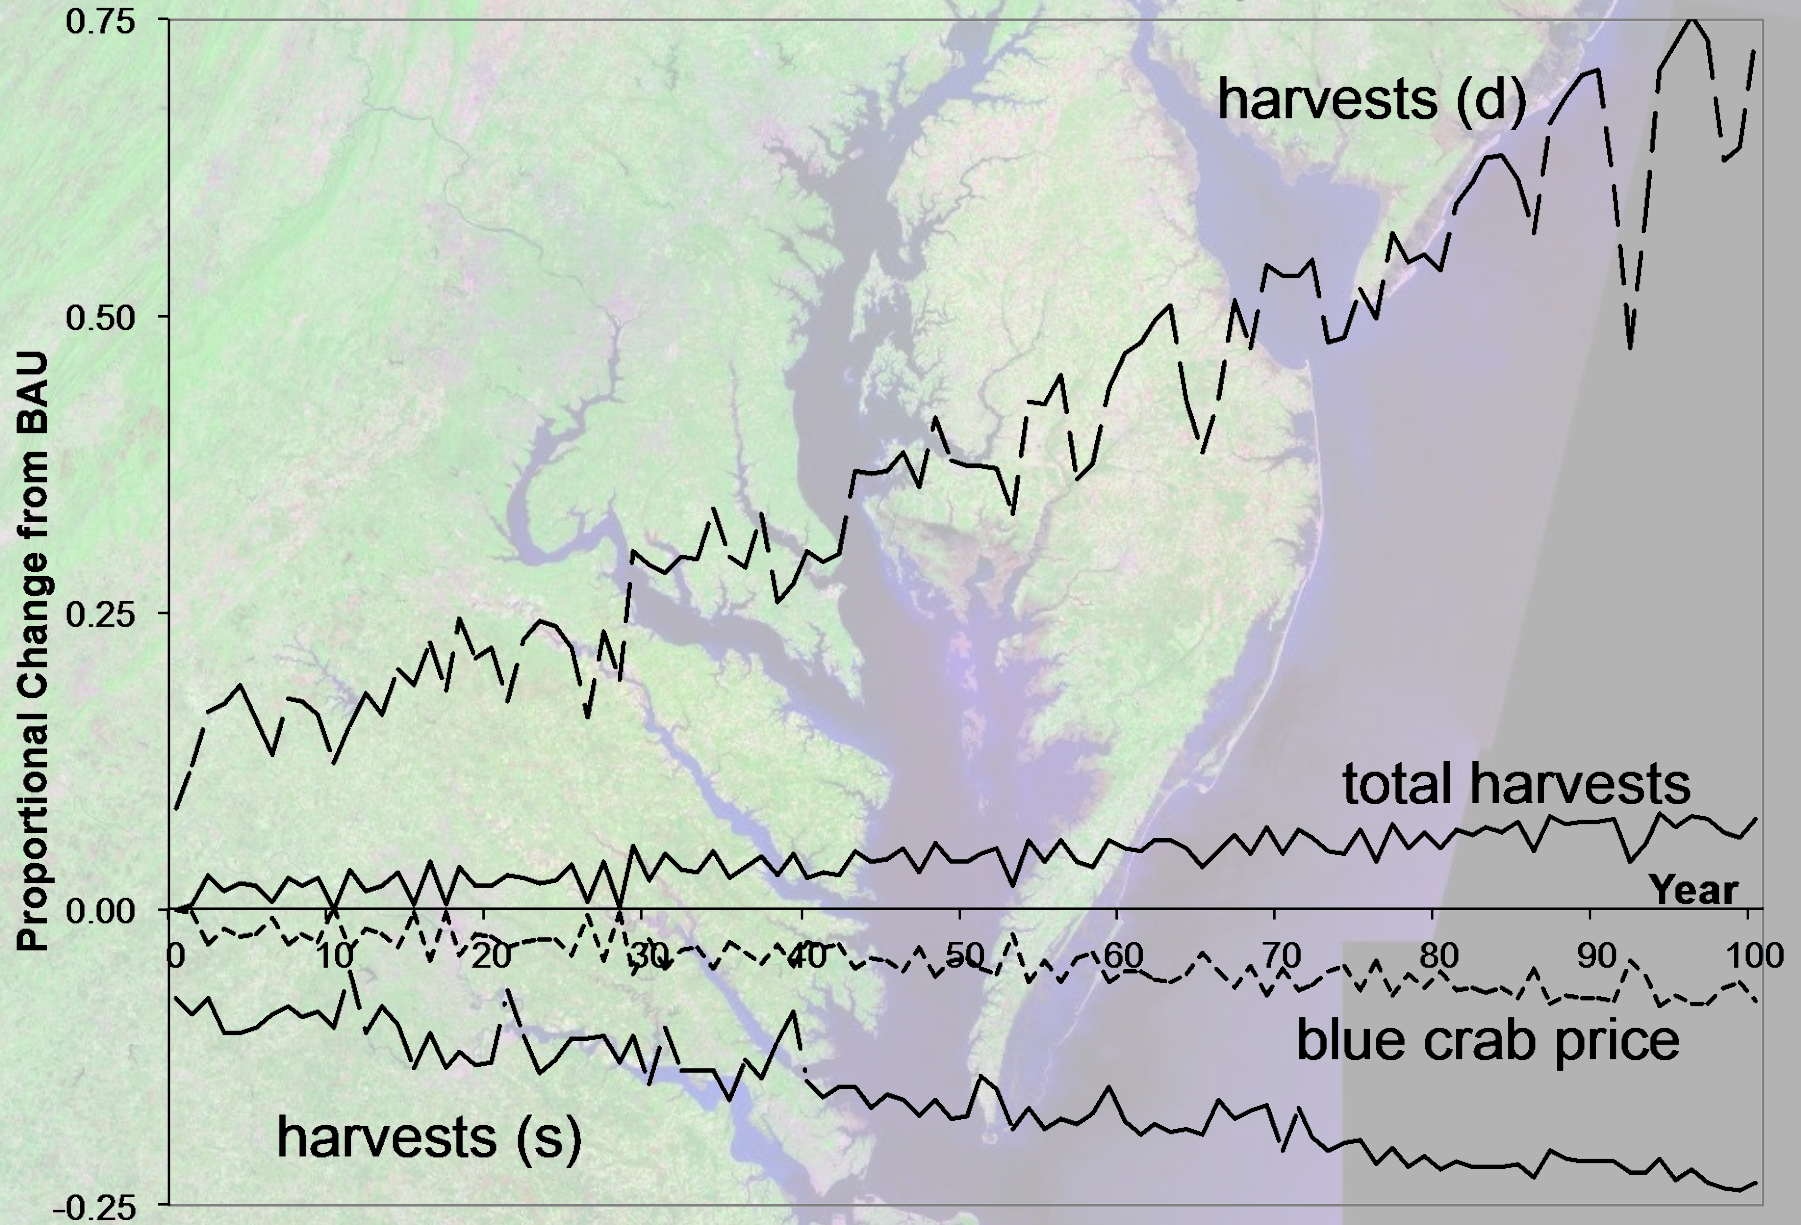 0.75
harvests (d)
0.50
Proportional Change from BAU
0.25
total harvests
Year
0.00
0 10 20 30 40 50 60 70 80 90 100
blue crab price
harvests (s)
-0.25